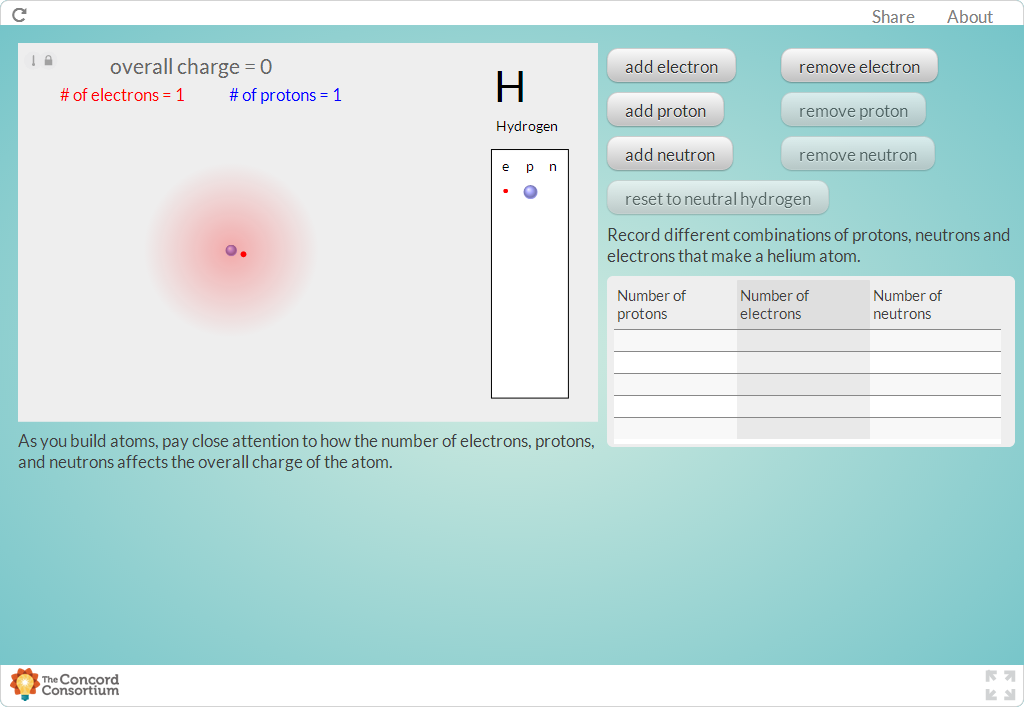 Share About
overall charge = 0
# of electrons = 1 # of protons = 1
H
Hydrogen
e p n
As you build atoms, pay close attention to how the number of electrons, protons,
and neutrons affects the overall charge of the atom.
add electron remove electron
add proton remove proton
add neutron remove neutron
reset to neutral hydrogen
Record different combinations of protons, neutrons and
electrons that make a helium atom.
Number of Number of Number of
protons electrons neutrons
The Concord
Consortium